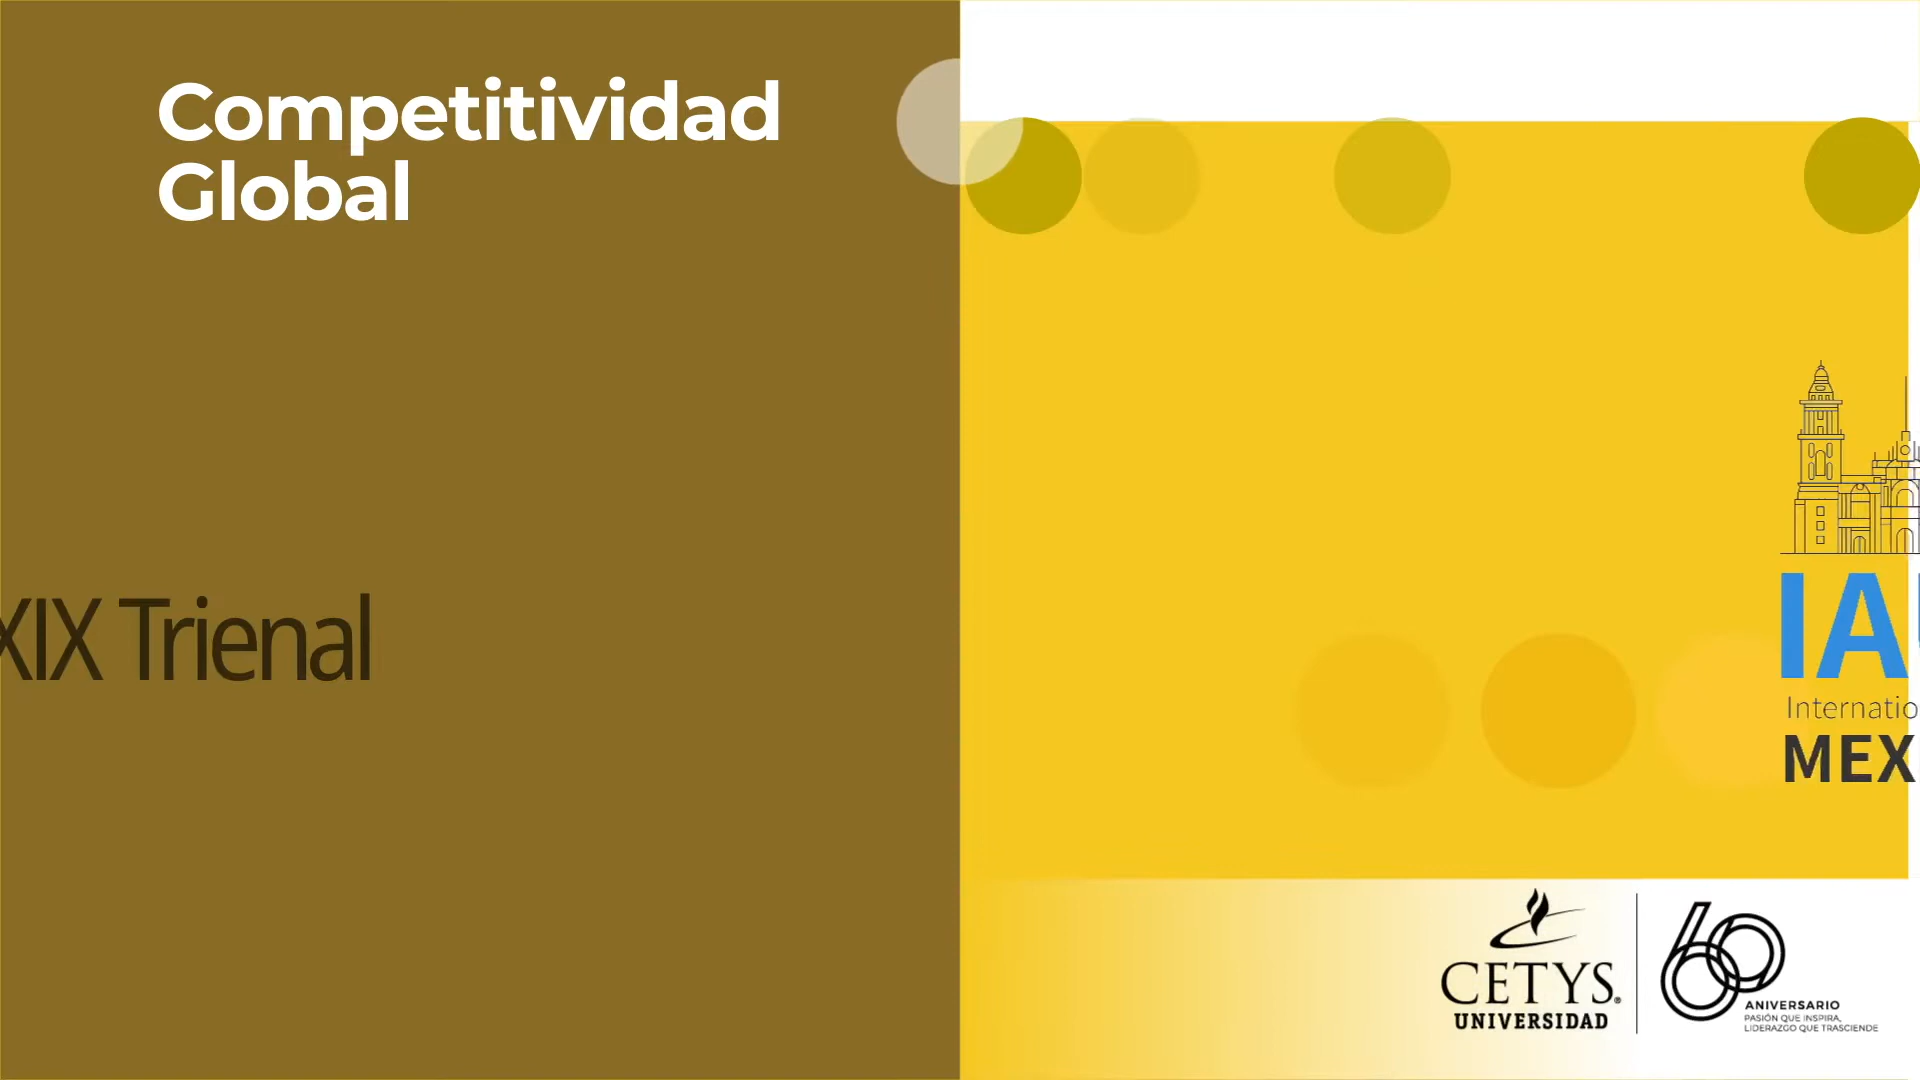 Competitividad
Global
XIX Trienal
IA
Internatio
MEX
CETYS
UNIVERSIDAD
60
ANIVERSARIO
PASIÓN QUE INSPIRA,
LIDERAZGO QUE TRASCIENDE